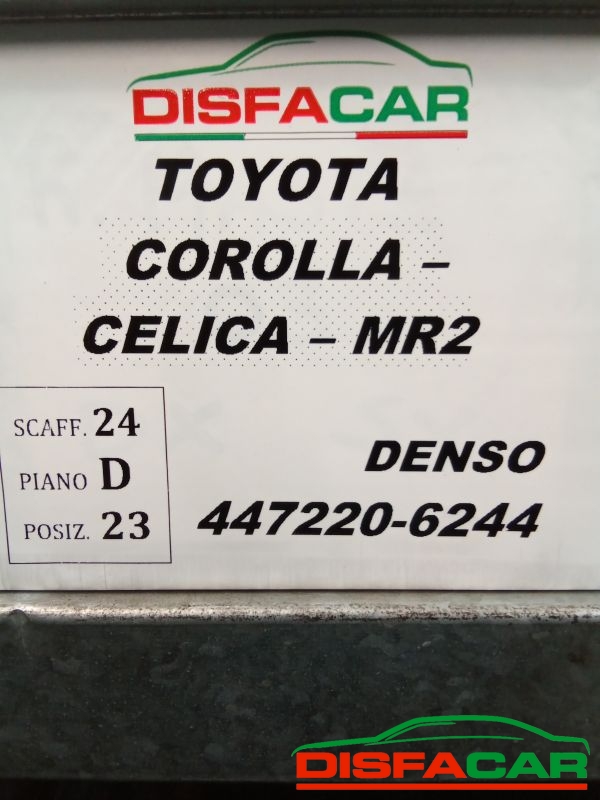 DISFACAR
TOYOTA
COROLLA –
CELICA – MR2
SCAFF. 24
PIANO D
POSIZ. 23
DENSO
447220-6244
DISFACAR